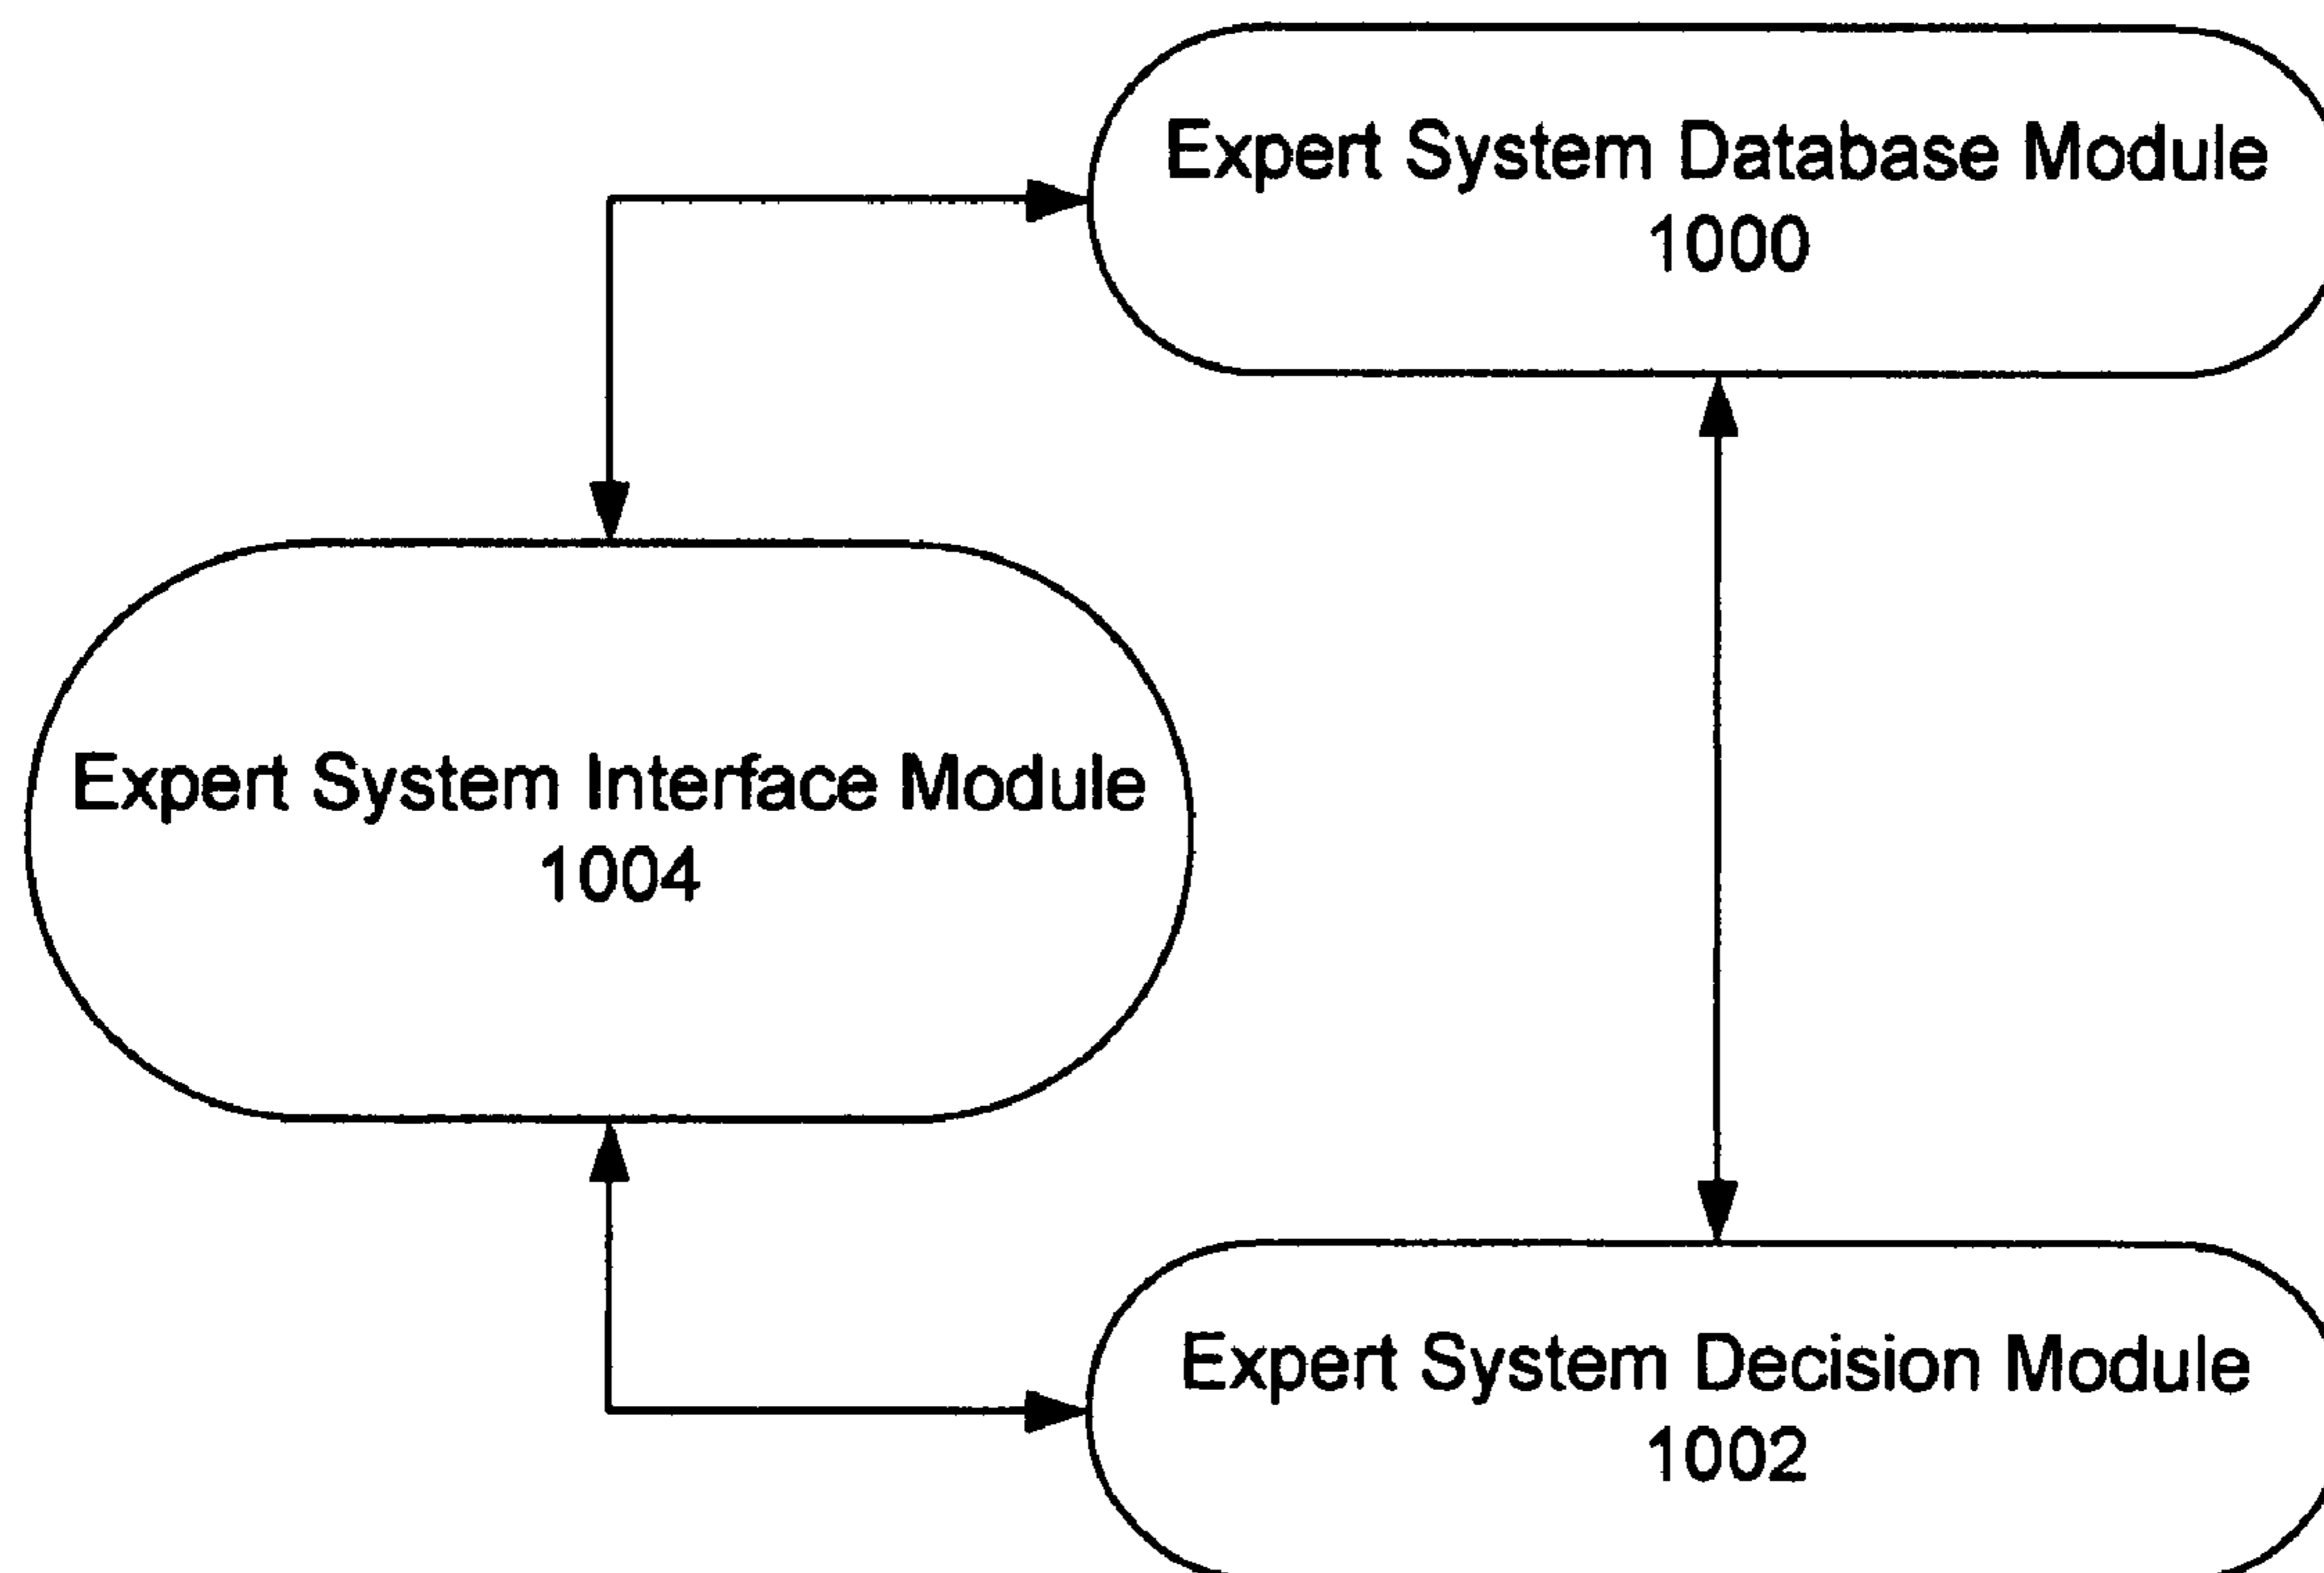 Expert System Database Module
1000
Expert System Interface Module
1004
Expert System Decision Module
1002